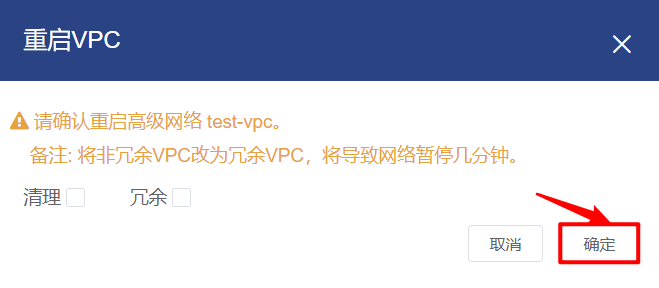 重启VPC
请确认重启高级网络 test-vpc。
备注: 将非冗余VPC改为冗余VPC，将导致网络暂停几分钟。
清理 冗余
取消 确定